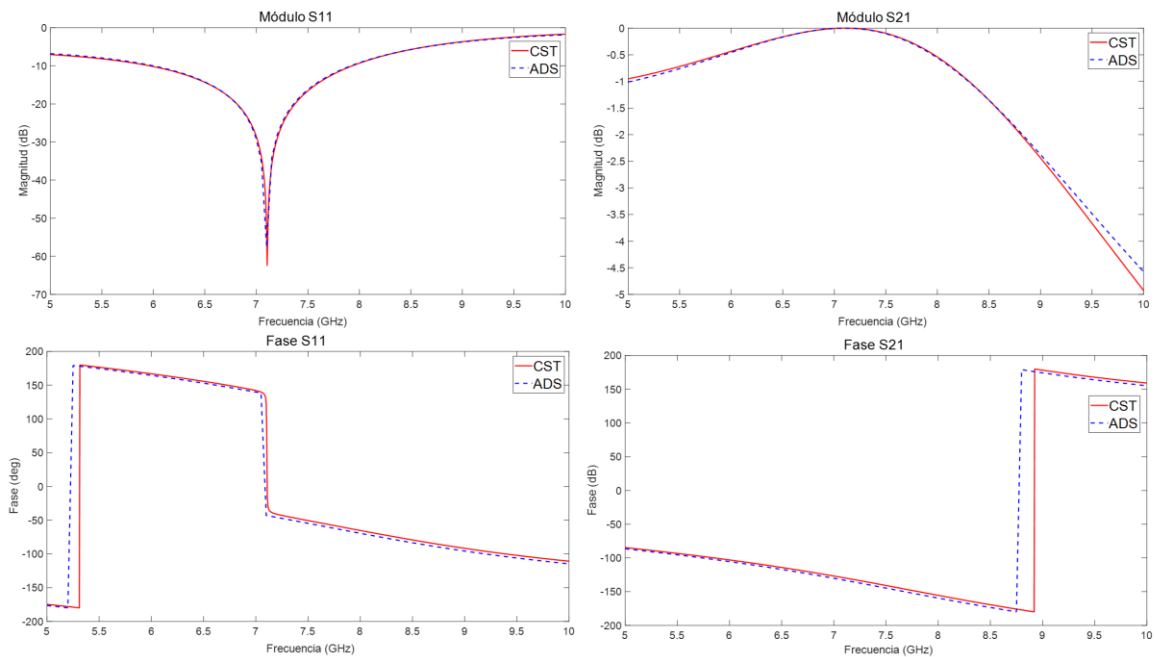 Módulo S11
0
-10
-20
-30
-40
-50
-60
-70
Magnitud (dB)
CST
ADS
5 5.5 6 6.5 7 7.5 8 8.5 9 9.5 10
Frecuencia (GHz)
Módulo S21
0
-0.5
-1
-1.5
-2
-2.5
-3
-3.5
-4
-4.5
-5
Magnitud (dB)
CST
ADS
5 5.5 6 6.5 7 7.5 8 8.5 9 9.5 10
Frecuencia (GHz)
Fase S11
200
150
100
50
0
-50
-100
-150
-200
Fase (deg)
CST
ADS
5 5.5 6 6.5 7 7.5 8 8.5 9 9.5 10
Frecuencia (GHz)
Fase S21
200
150
100
50
0
-50
-100
-150
-200
Fase (dB)
CST
ADS
5 5.5 6 6.5 7 7.5 8 8.5 9 9.5 10
Frecuencia (GHz)